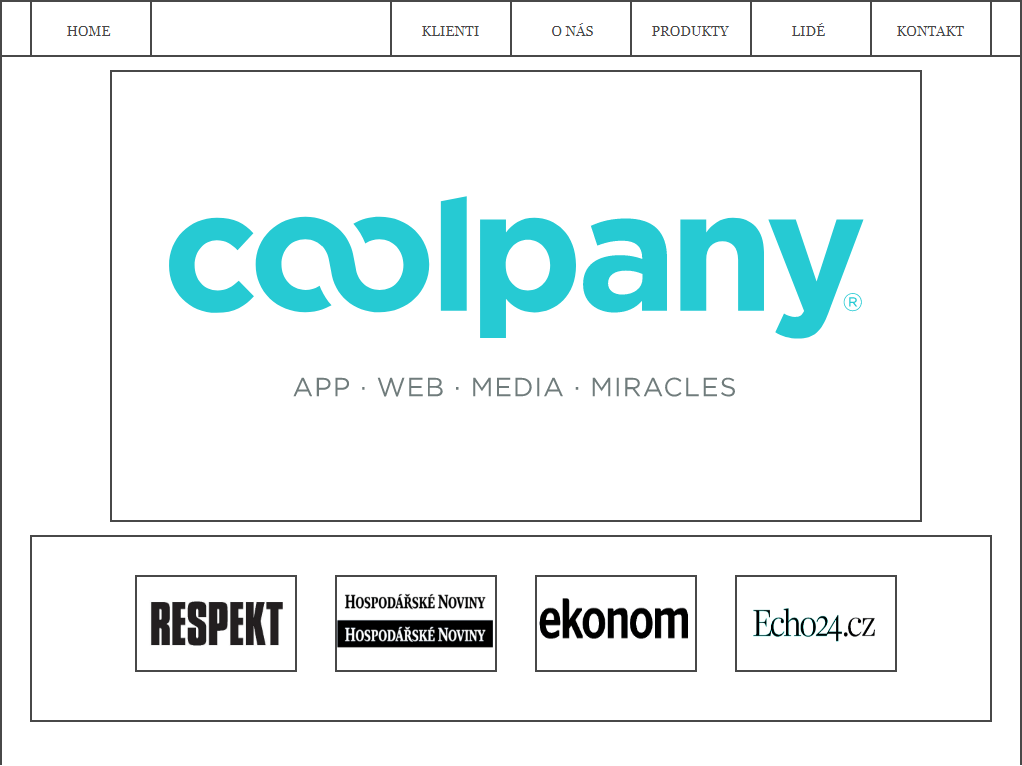 HOME KLIENTI O NÁS PRODUKTY LIDÉ KONTAKT
coolpany®
APP · WEB · MEDIA · MIRACLES
RESPEKT
HOSPODÁŘSKÉ NOVINY
HOSPODÁŘSKÉ NOVINY
ekonom
Echo24.cz